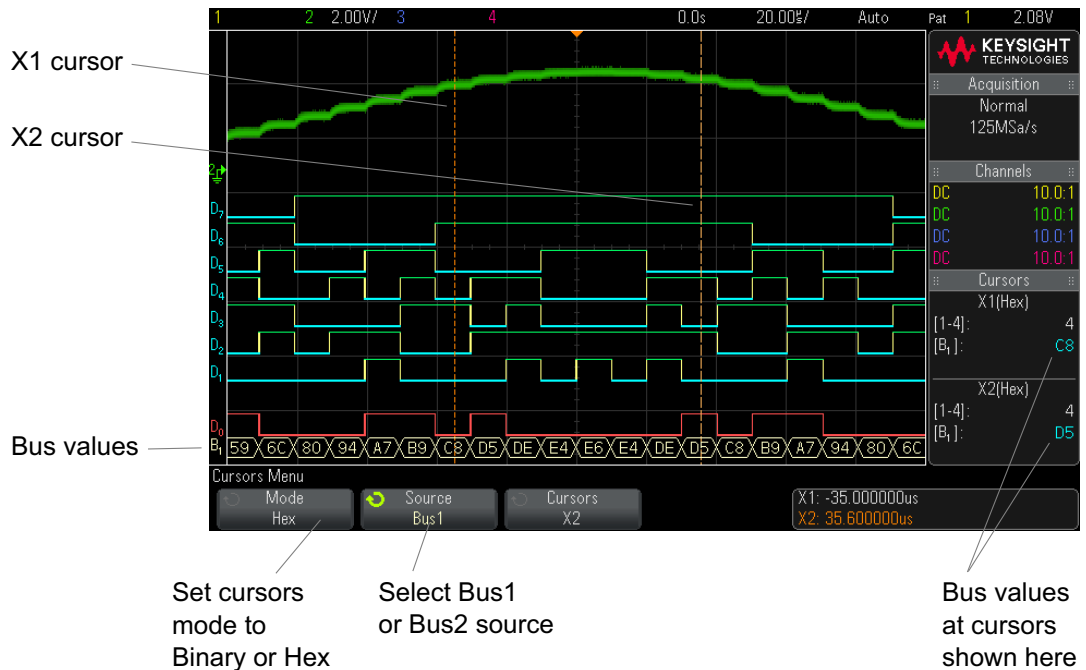 1 2 2.00V/ 3 4 0.0s 20.00µ/ Auto Pat 1 2.08V
KEYSIGHT
TECHNOLOGIES
Acquisition
Normal
125MSa/s
Channels
DC 10.0:1
DC 10.0:1
DC 10.0:1
DC 10.0:1
Cursors
X1(Hex)
[1-4]: 4
[B1]: C8
X2(Hex)
[1-4]: 4
[B1]: D5
X1 cursor
X2 cursor
2
D7
D6
D5
D4
D3
D2
D1
D0
Bus values
B1 59 6C 80 94 A7 B9 C8 D5 DE E4 E6 E4 DE D5 C8 B9 A7 94 80 6C
Cursors Menu
Mode
Hex
Source
Bus1
Cursors
X2
X1: -35.000000us
X2: 35.600000us
Set cursors
mode to
Binary or Hex
Select Bus1
or Bus2 source
Bus values
at cursors
shown here